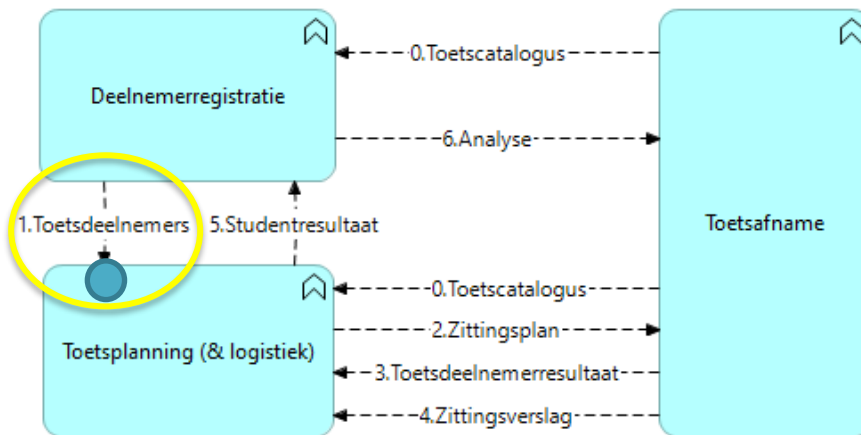 0.Toetscatalogus
Deelnemerregistratie
6.Analyse
1.Toetsdeelnemers
5.Studentresultaat
Toetsafname
0.Toetscatalogus
2.Zittingsplan
Toetsplanning (& logistiek)
3.Toetsdeelnemerresultaat
4.Zittingsverslag